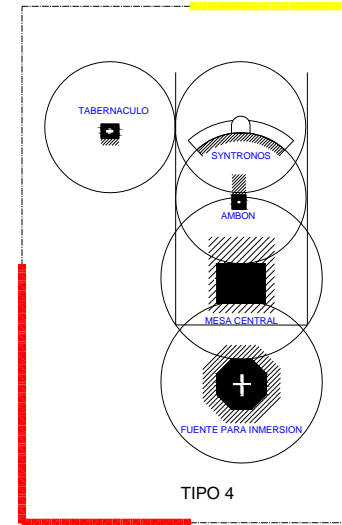 TABERNACULO
SYNTRONOS
AMBON
MESA CENTRAL
FUENTE PARA INMERSION
TIPO 4